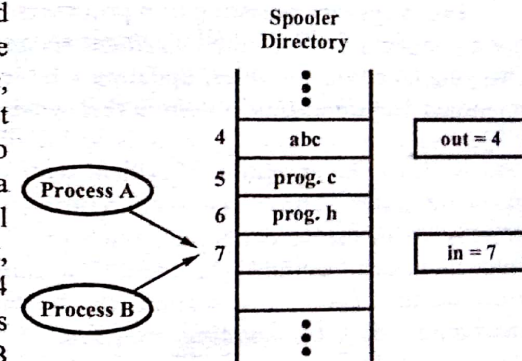 Spooler
Directory
4 abc out = 4
5 prog. c
Process A
6 prog. h
7 in = 7
Process B